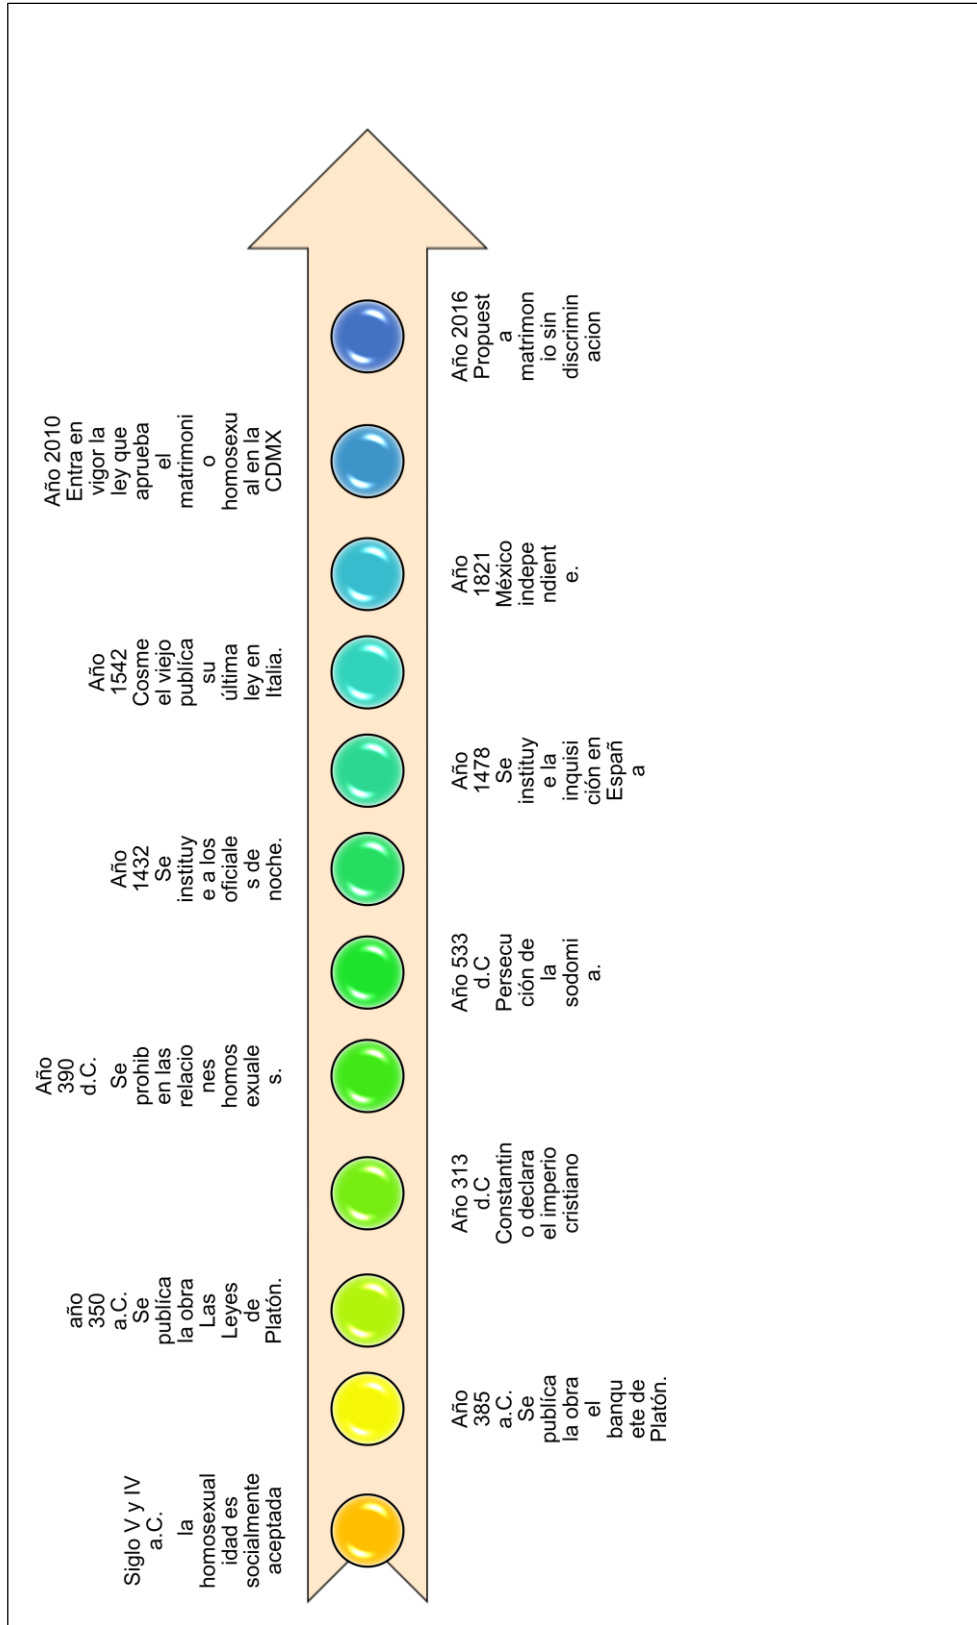 Siglo V y IV
a.C.
la
homosexual
idad es
socialmente
aceptada
Año
385
a.C. Se
publíca
la obra
el
banqu
ete de
Platón.
año
350
a.C. Se
publíca
la obra
Las
Leyes
de
Platón.
Año 313
d.C
Constantin
o declara
el imperio
cristiano
Año
390
d.C.
Se
prohib
en las
relacio
nes
homos
exuale
s.
Año 533
d.C
Persecu
ción de
la
sodomi
a.
Año
1432
Se
instituy
e a los
oficiale
s de
noche.
Año
1478
Se
instituy
e la
inquisi
ción en
Españ
a
Año
1542
Cosme
el viejo
publíca
su
última
ley en
Italia.
Año
1821
México
indepe
ndient
e.
Año 2010
Entra en
vigor la
ley que
aprueba
el
matrimoni
o
homosexu
al en la
CDMX
Año 2016
Propuest
a
matrimon
io sin
discrimin
acion